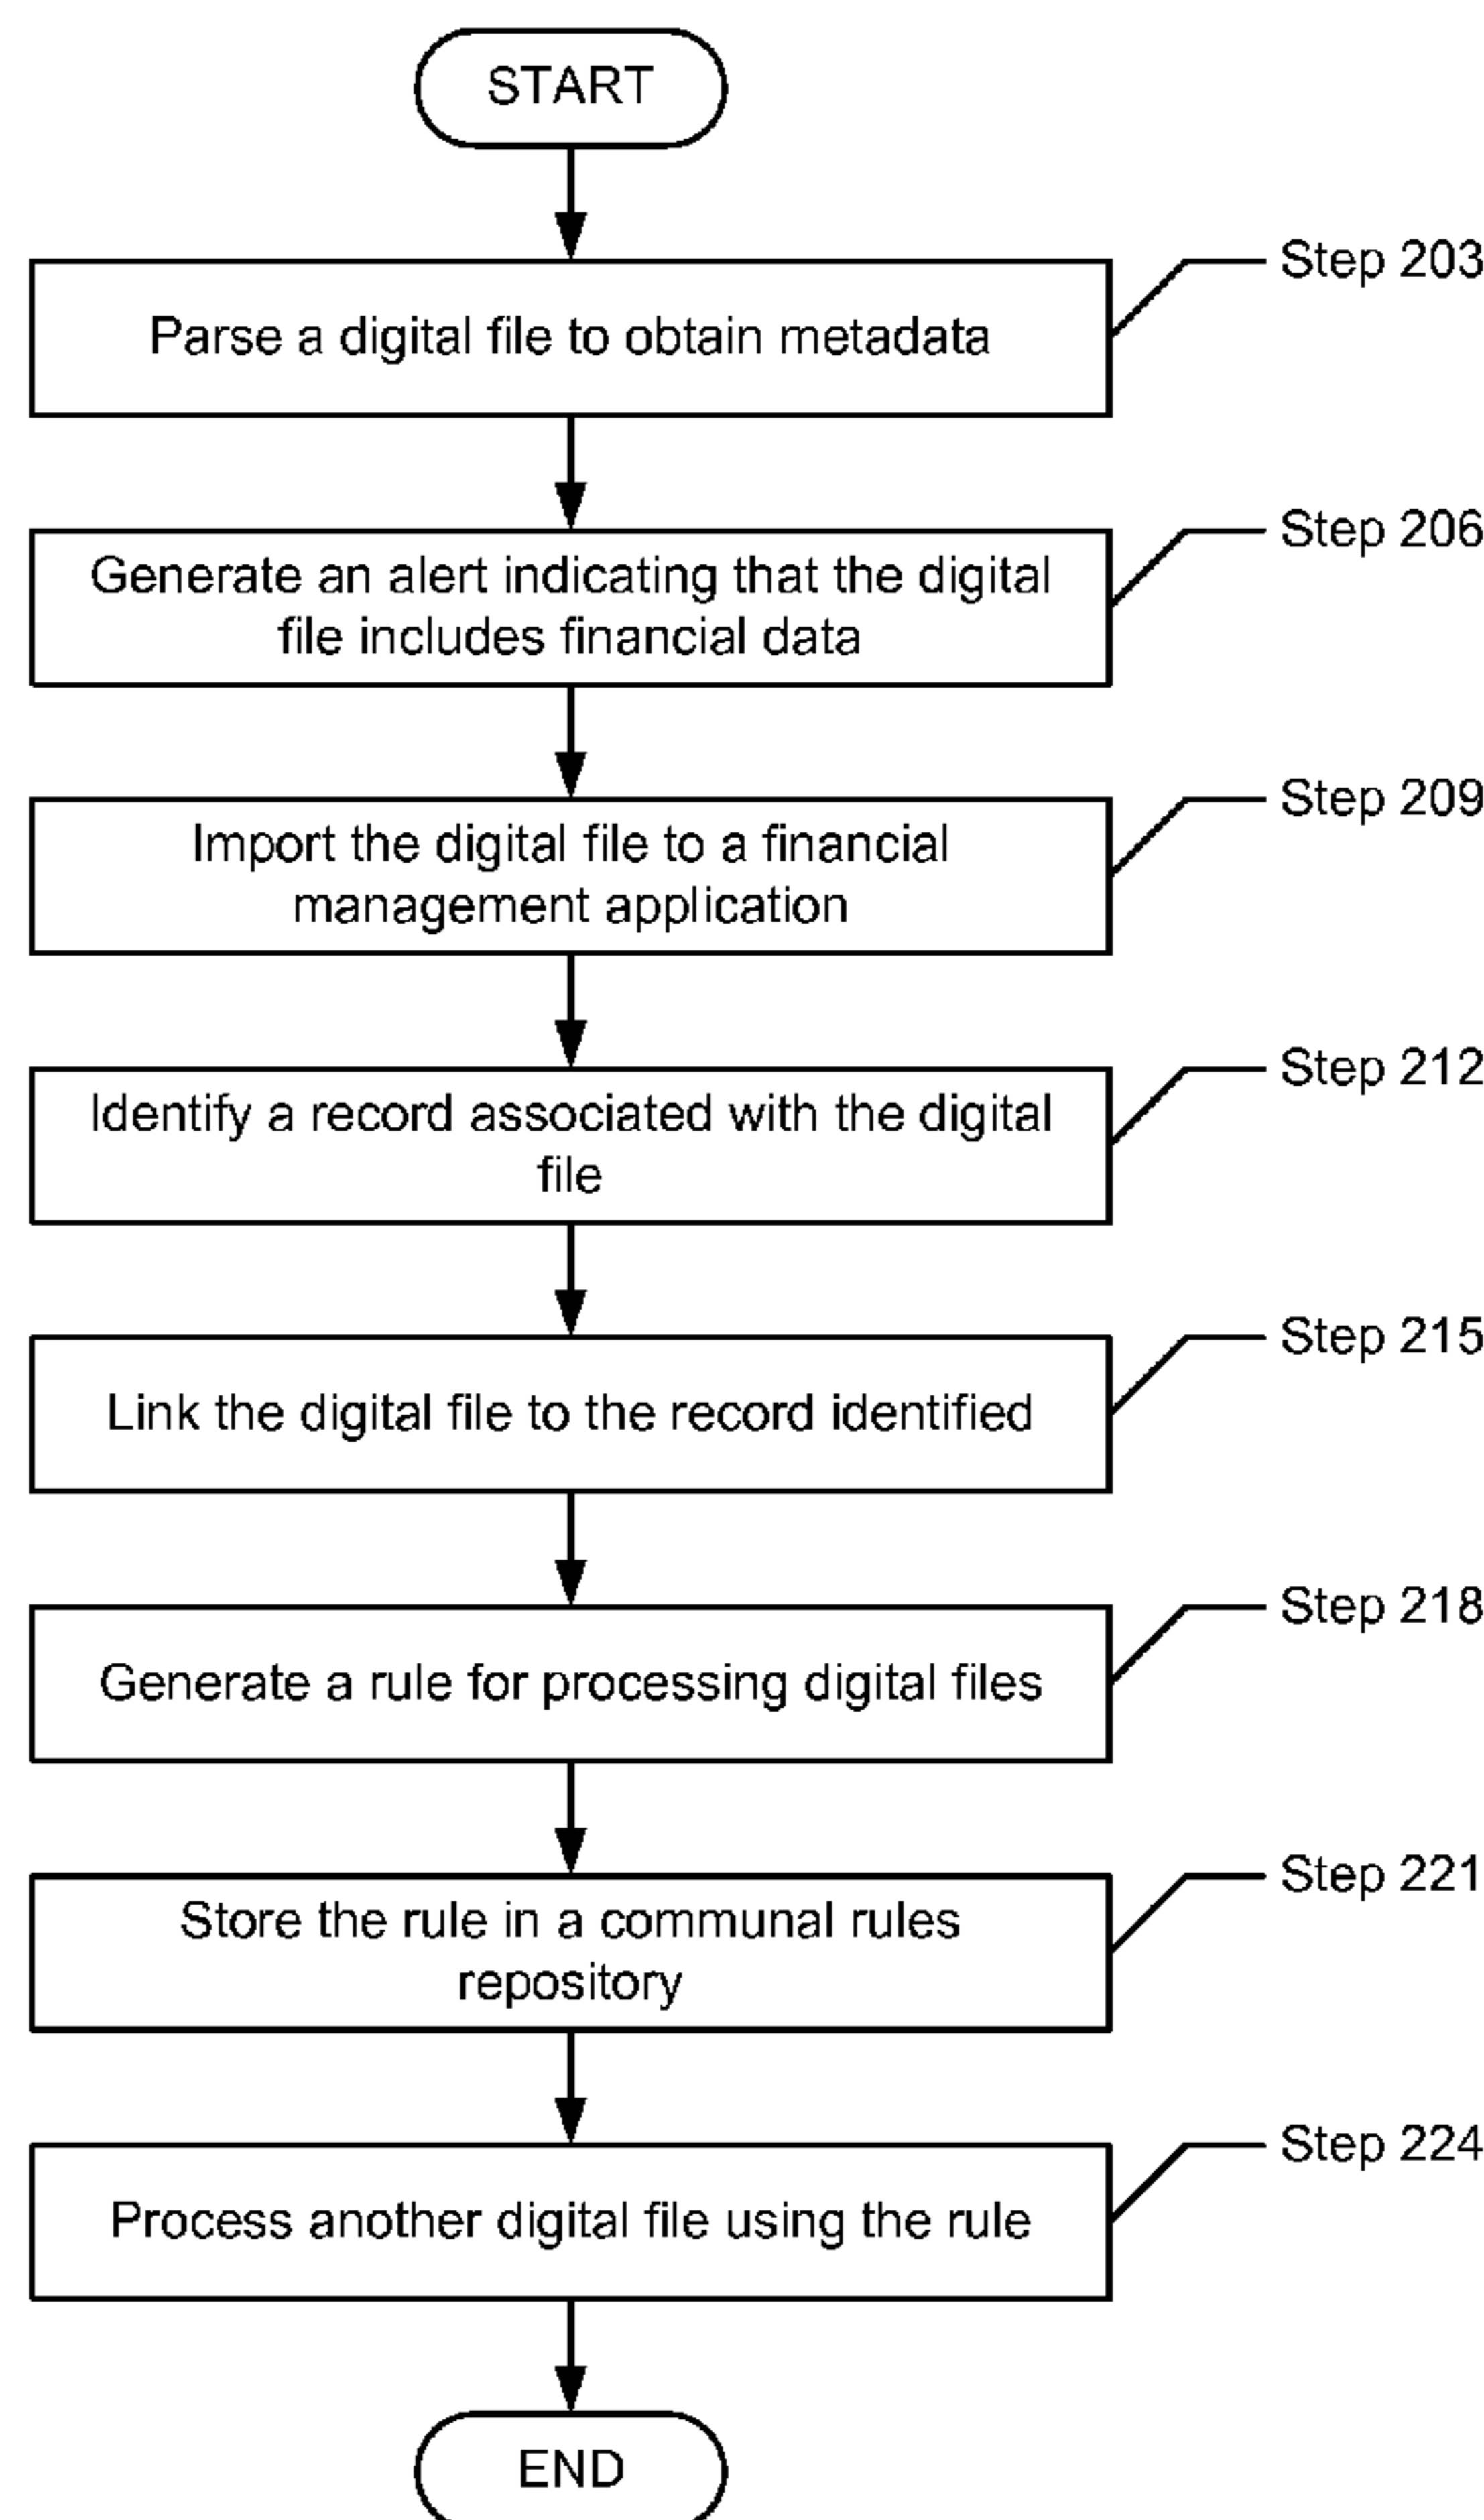 START
Step 203
Parse a digital file to obtain metadata
Step 206
Generate an alert indicating that the digital
file includes financial data
Step 209
Import the digital file to a financial
management application
Step 212
Identify a record associated with the digital
file
Step 215
Link the digital file to the record identified
Step 218
Generate a rule for processing digital files
Step 221
Store the rule in a communal rules
repository
Step 224
Process another digital file using the rule
END